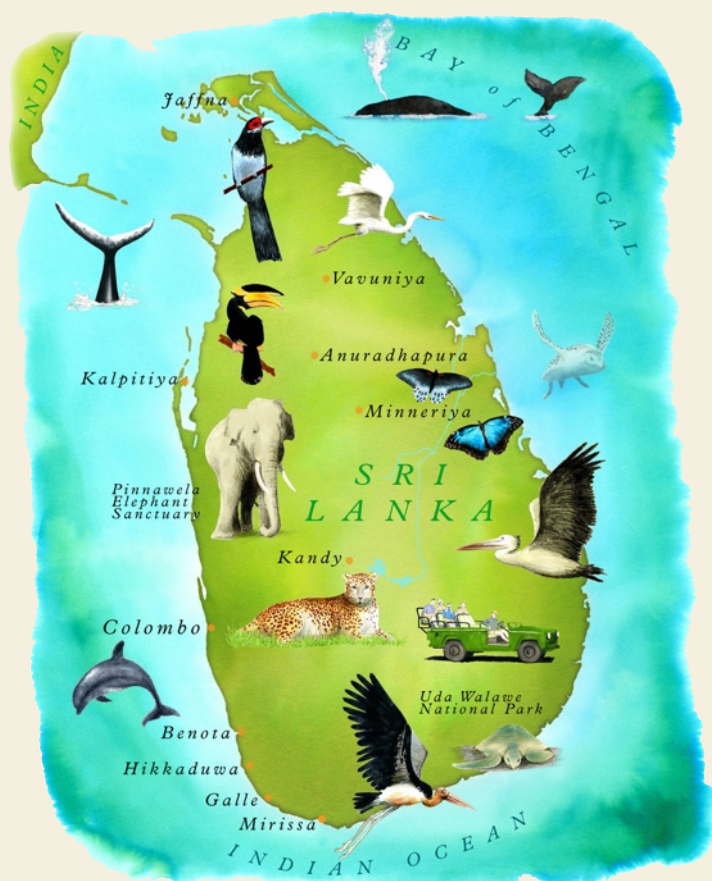 INDIA
BAY of BENGAL
Jaffna
Vavuniya
Anuradhapura
Kalpitiya
Minneriya
SRI
LANKA
Pinnawela
Elephant
Sanctuary
Kandy
Colombo
Uda Walawe
National Park
Benota
Hikkaduwa
Galle
Mirissa
INDIAN OCEAN